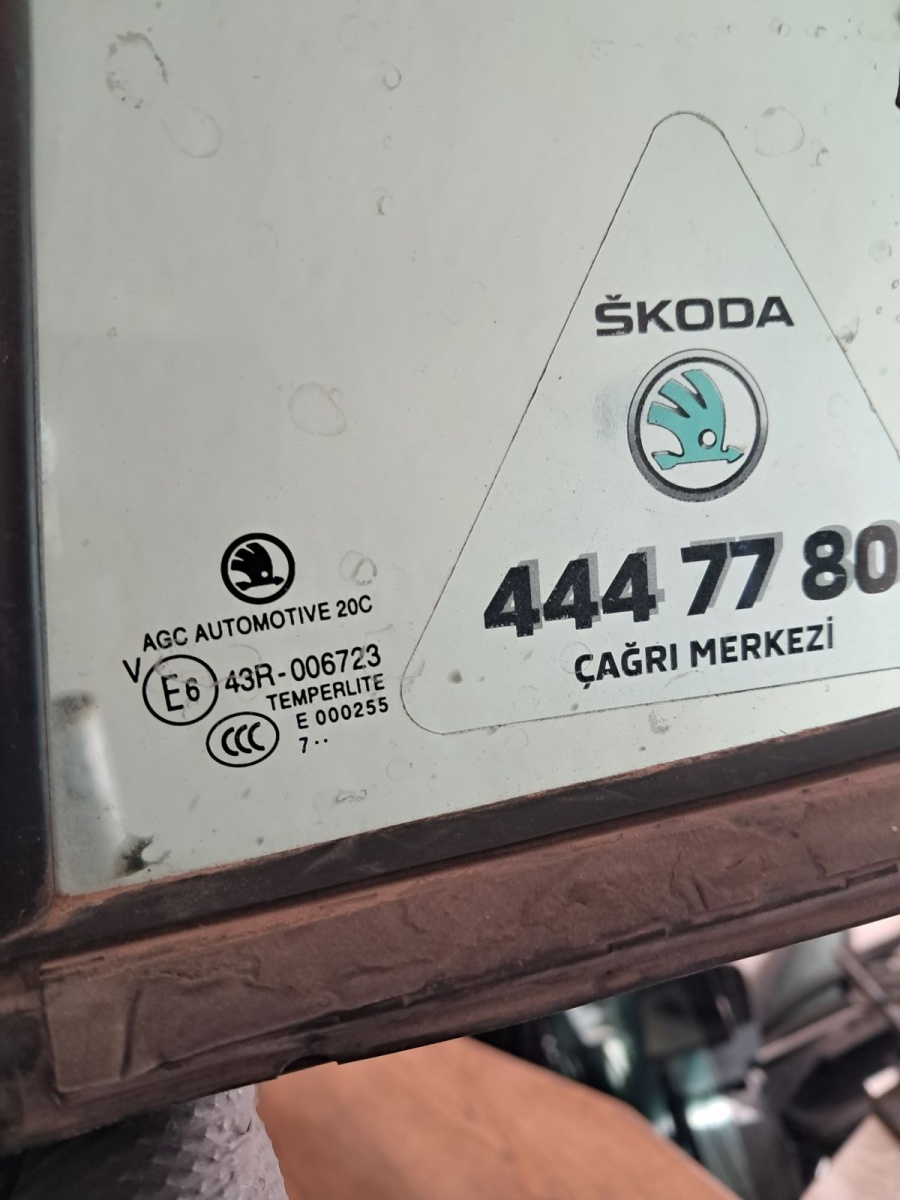 ŠKODA
444 77 80
ÇAĞRI MERKEZİ
AGC AUTOMOTIVE 20C
V E6 43R-006723
TEMPERLITE
CCC E 000255
7··